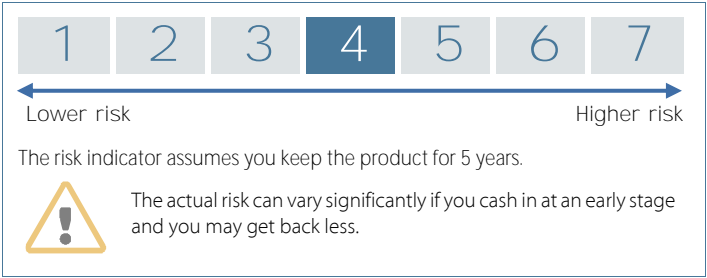 1 2 3 4 5 6 7
Lower risk Higher risk
The risk indicator assumes you keep the product for 5 years.
The actual risk can vary significantly if you cash in at an early stage
and you may get back less.